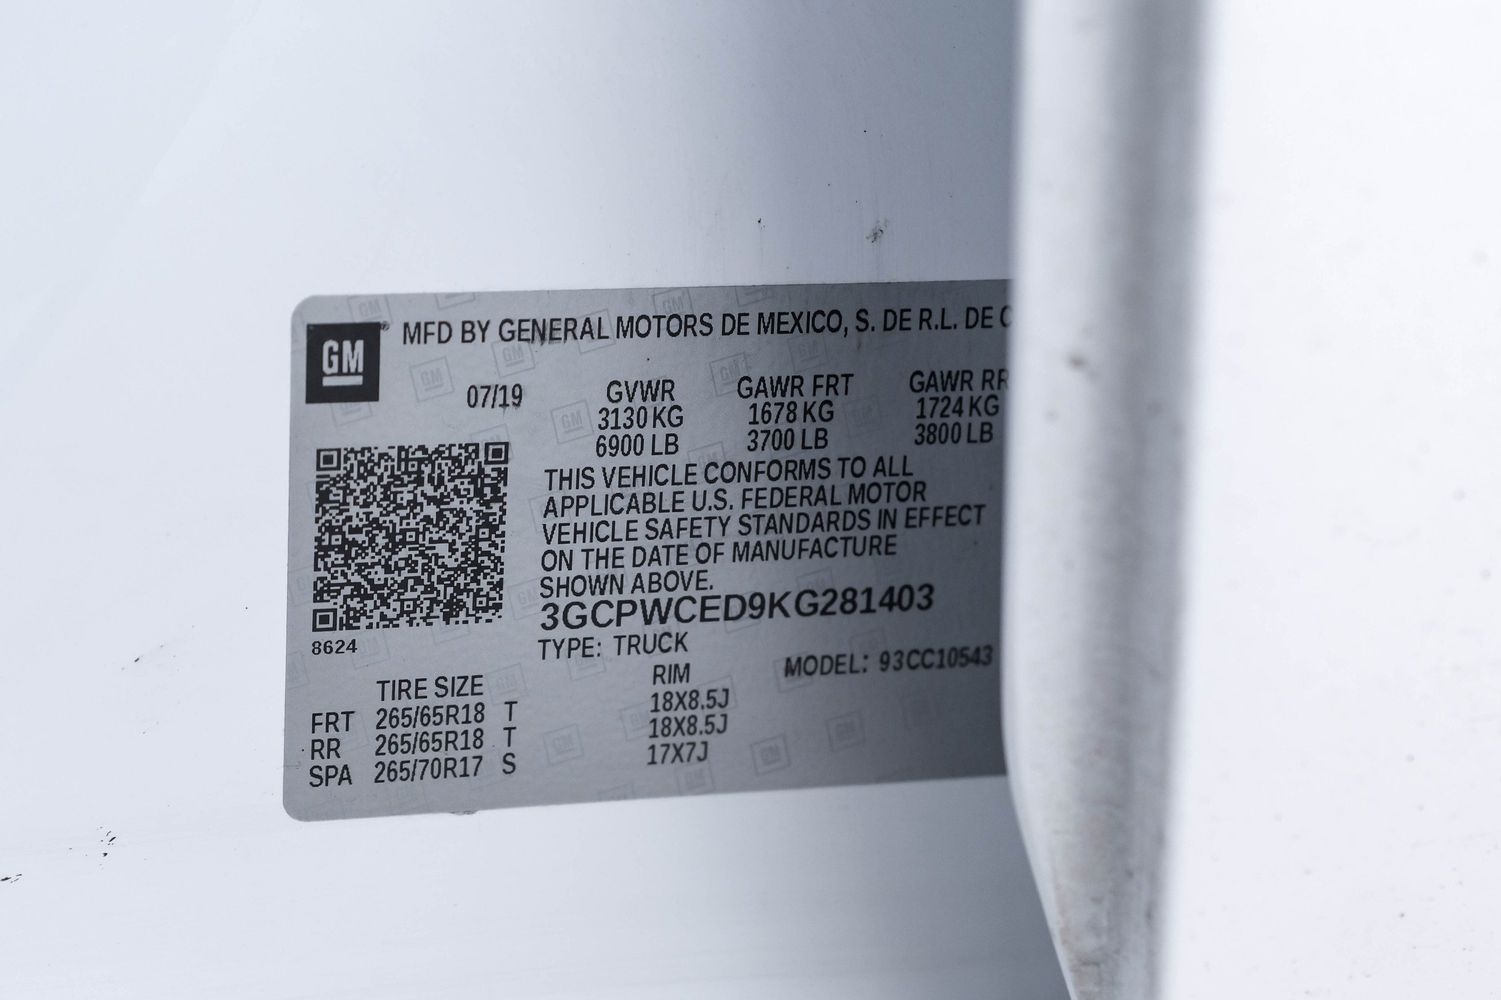 GM
MFD BY GENERAL MOTORS DE MEXICO, S. DE R.L. DE C
07/19
GVWR GAWR FRT GAWR RR
3130 KG 1678 KG 1724 KG
6900 LB 3700 LB 3800 LB
THIS VEHICLE CONFORMS TO ALL
APPLICABLE U.S. FEDERAL MOTOR
VEHICLE SAFETY STANDARDS IN EFFECT
ON THE DATE OF MANUFACTURE
SHOWN ABOVE.
3GCPWCED9KG281403
8624
TYPE: TRUCK
MODEL: 93CC10543
TIRE SIZE RIM
FRT 265/65R18 T 18X8.5J
RR 265/65R18 T 18X8.5J
SPA 265/70R17 S 17X7J